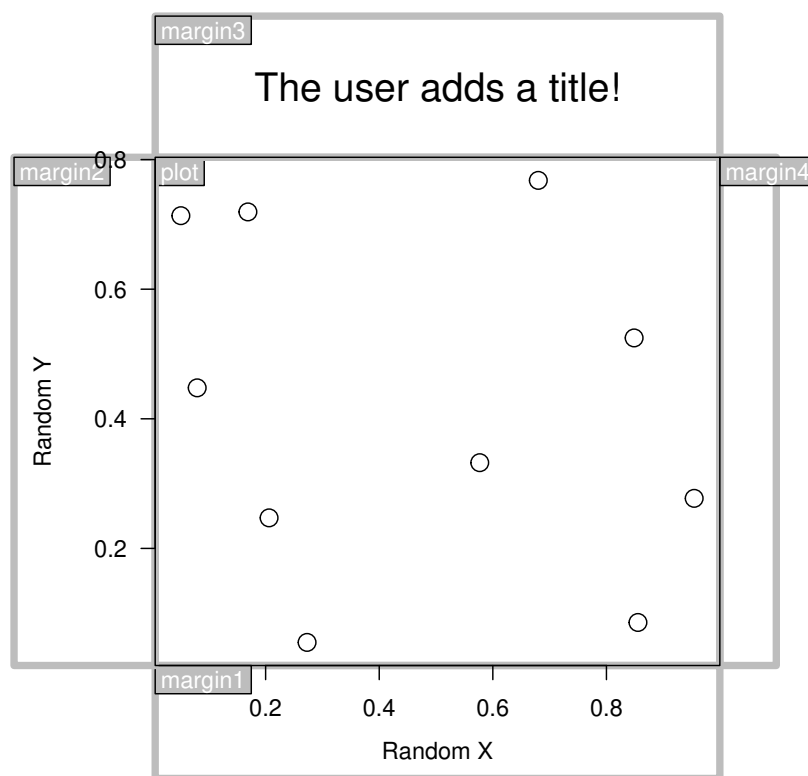 margin3
The user adds a title!
margin2
0.8
plot
margin4
0.6
Random Y
0.4
0.2
margin1
0.2 0.4 0.6 0.8
Random X